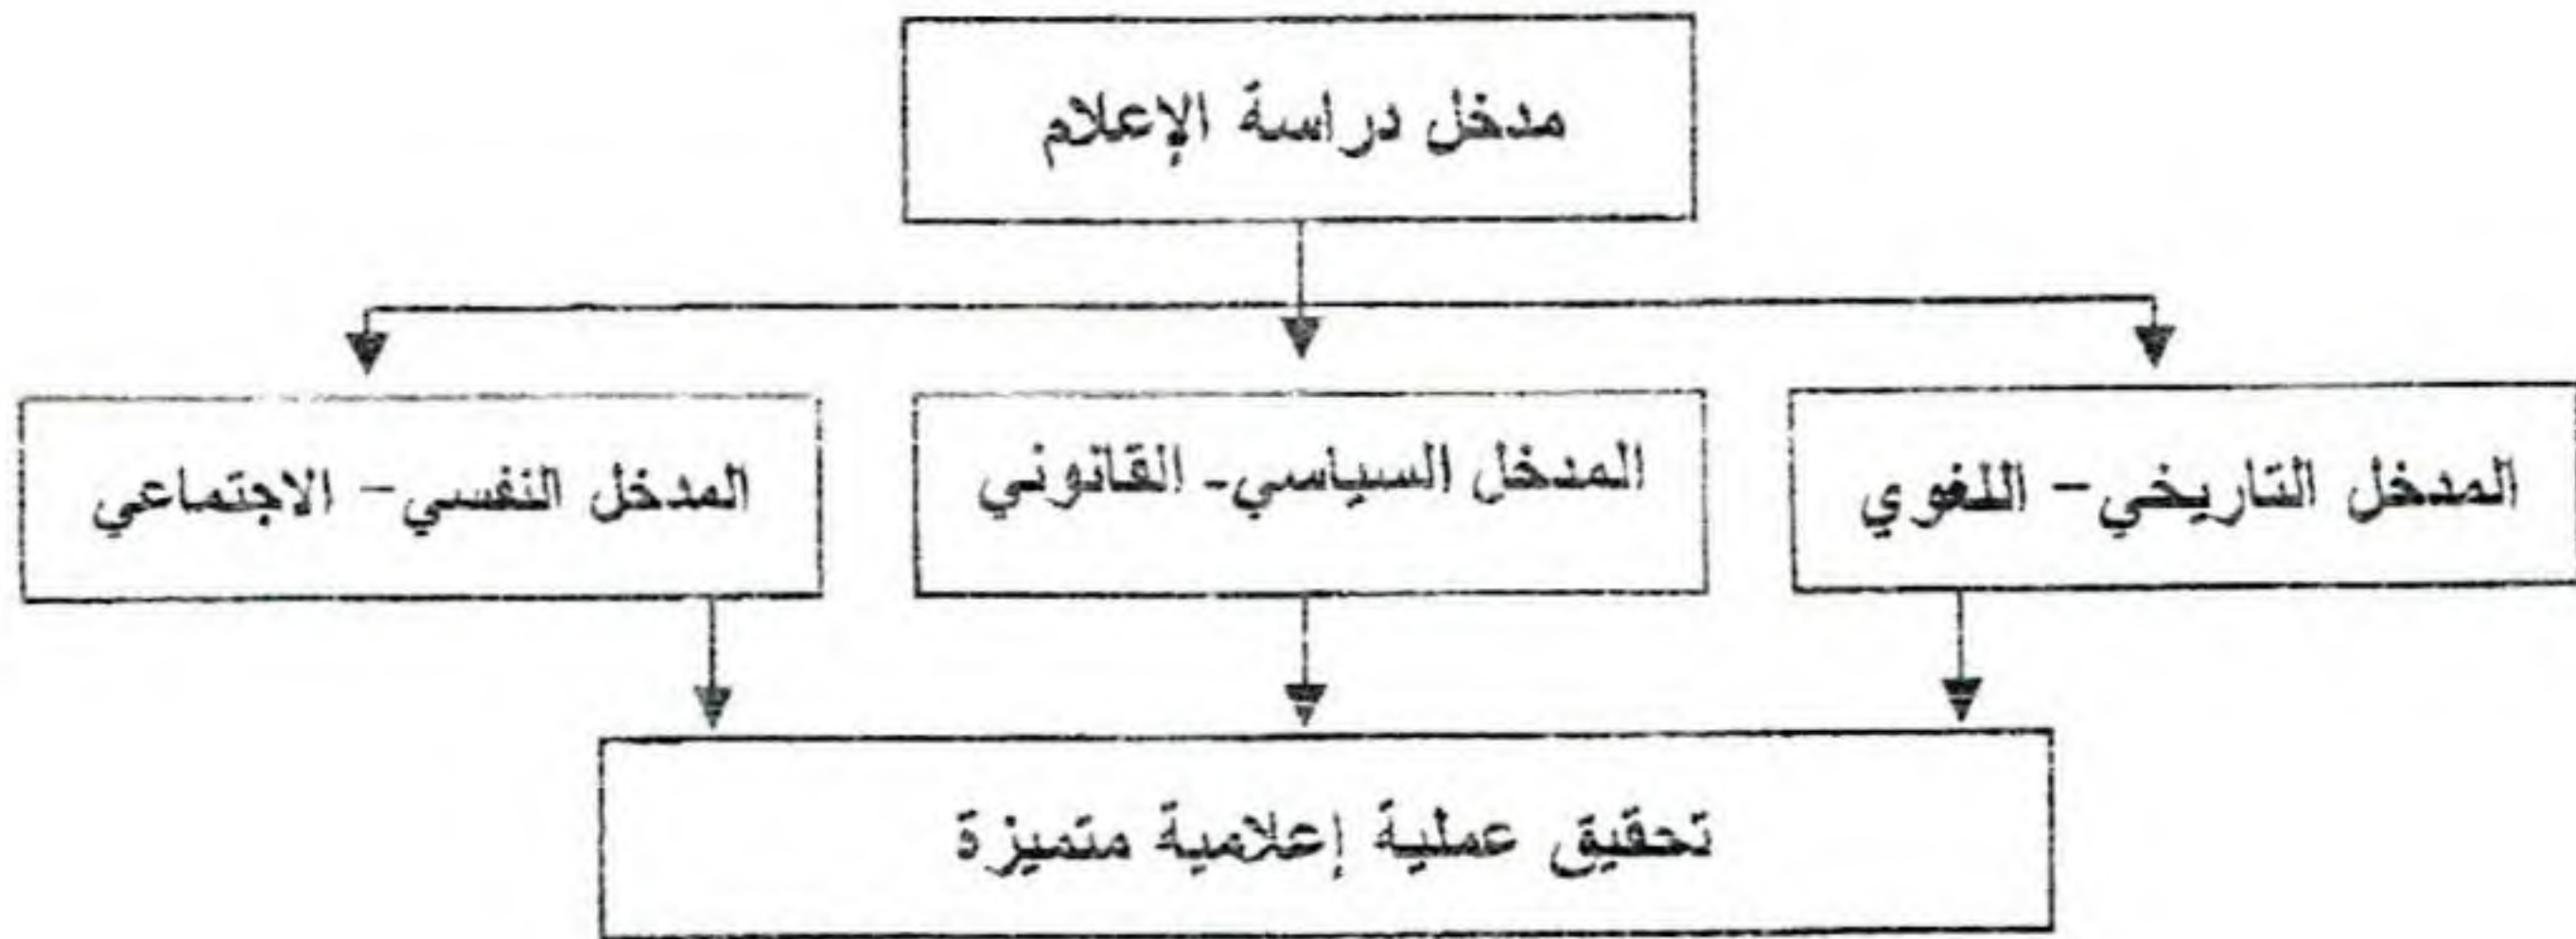 مدخل دراسة الإعلام
المدخل التاريخي – اللغوي
المدخل السياسي- القانوني
المدخل النفسي – الاجتماعي
تحقيق عملية إعلامية متميزة